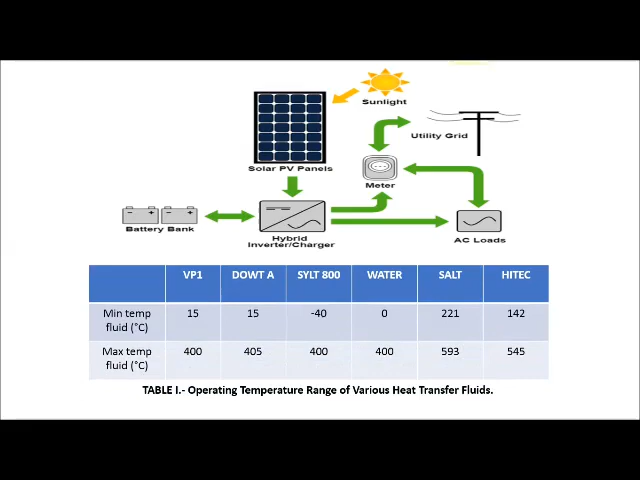 Sunlight
Utility Grid
Solar PV Panels
Meter
Battery Bank
Hybrid
Inverter/Charger
AC Loads
VP1 DOWT A SYLT 800 WATER SALT HITEC
Min temp fluid (°C) 15 15 -40 0 221 142
Max temp fluid (°C) 400 405 400 400 593 545
TABLE I.- Operating Temperature Range of Various Heat Transfer Fluids.